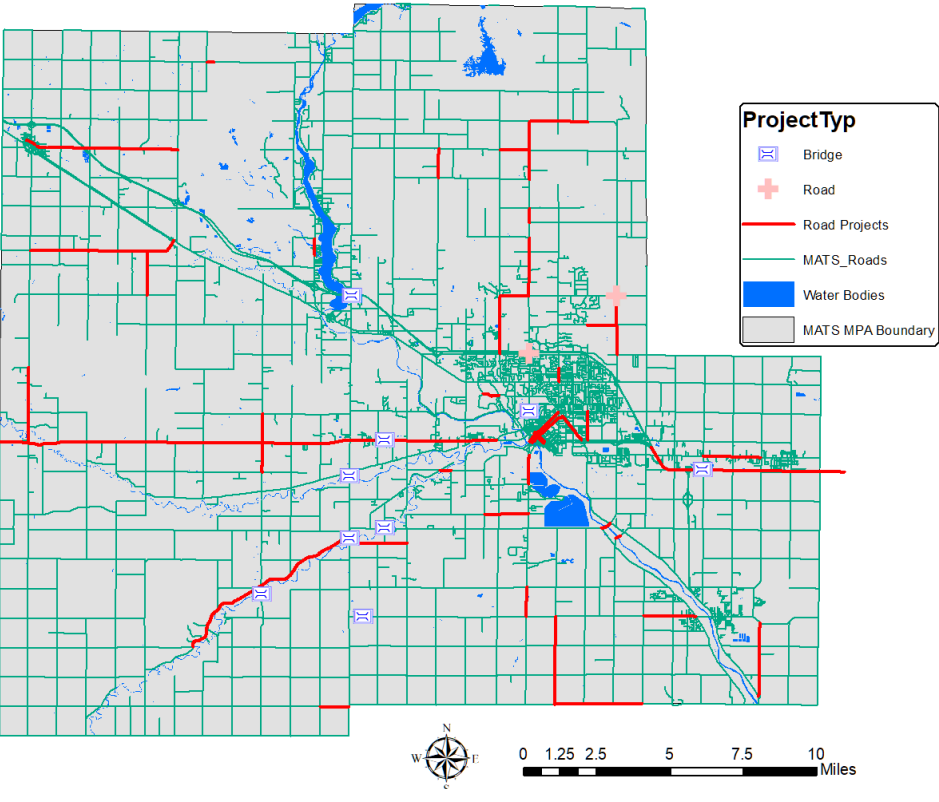 ProjectTyp
Bridge
Road
Road Projects
MATS_Roads
Water Bodies
MATS MPA Boundary
N
W E
S
0 1.25 2.5 5 7.5 10
Miles